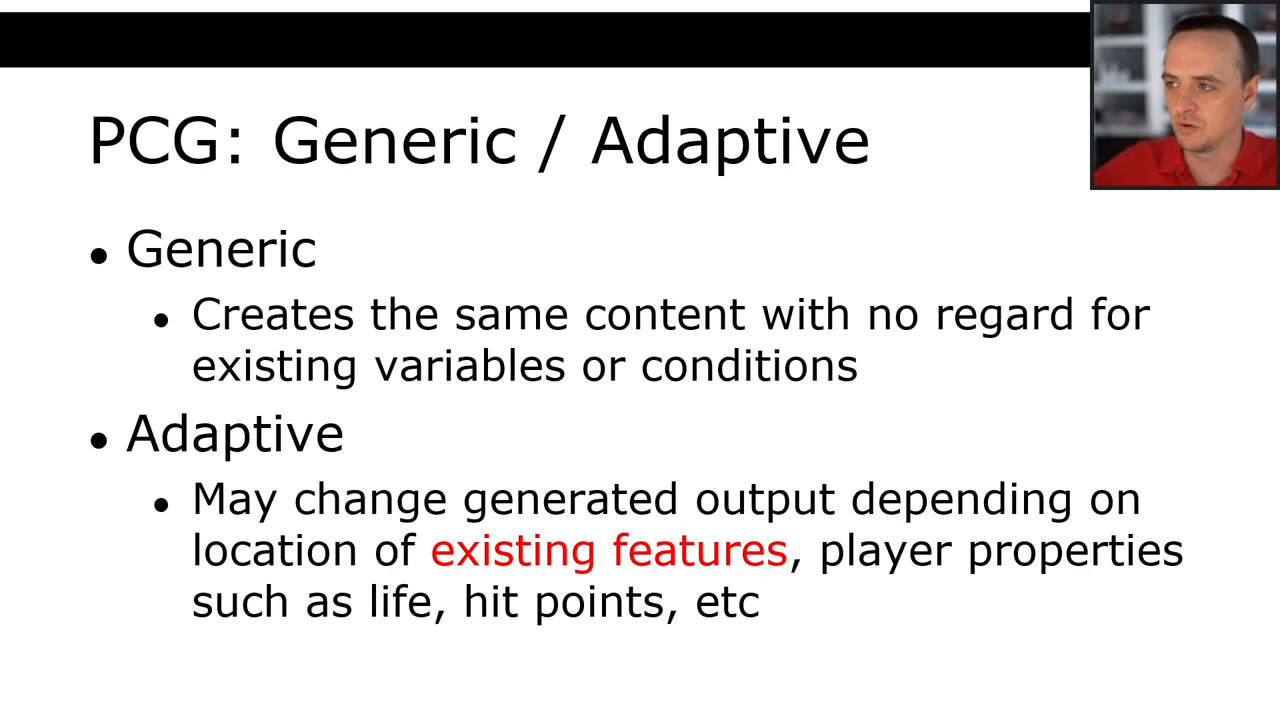 PCG: Generic / Adaptive
• Generic
• Creates the same content with no regard for
existing variables or conditions
• Adaptive
• May change generated output depending on
location of existing features, player properties
such as life, hit points, etc